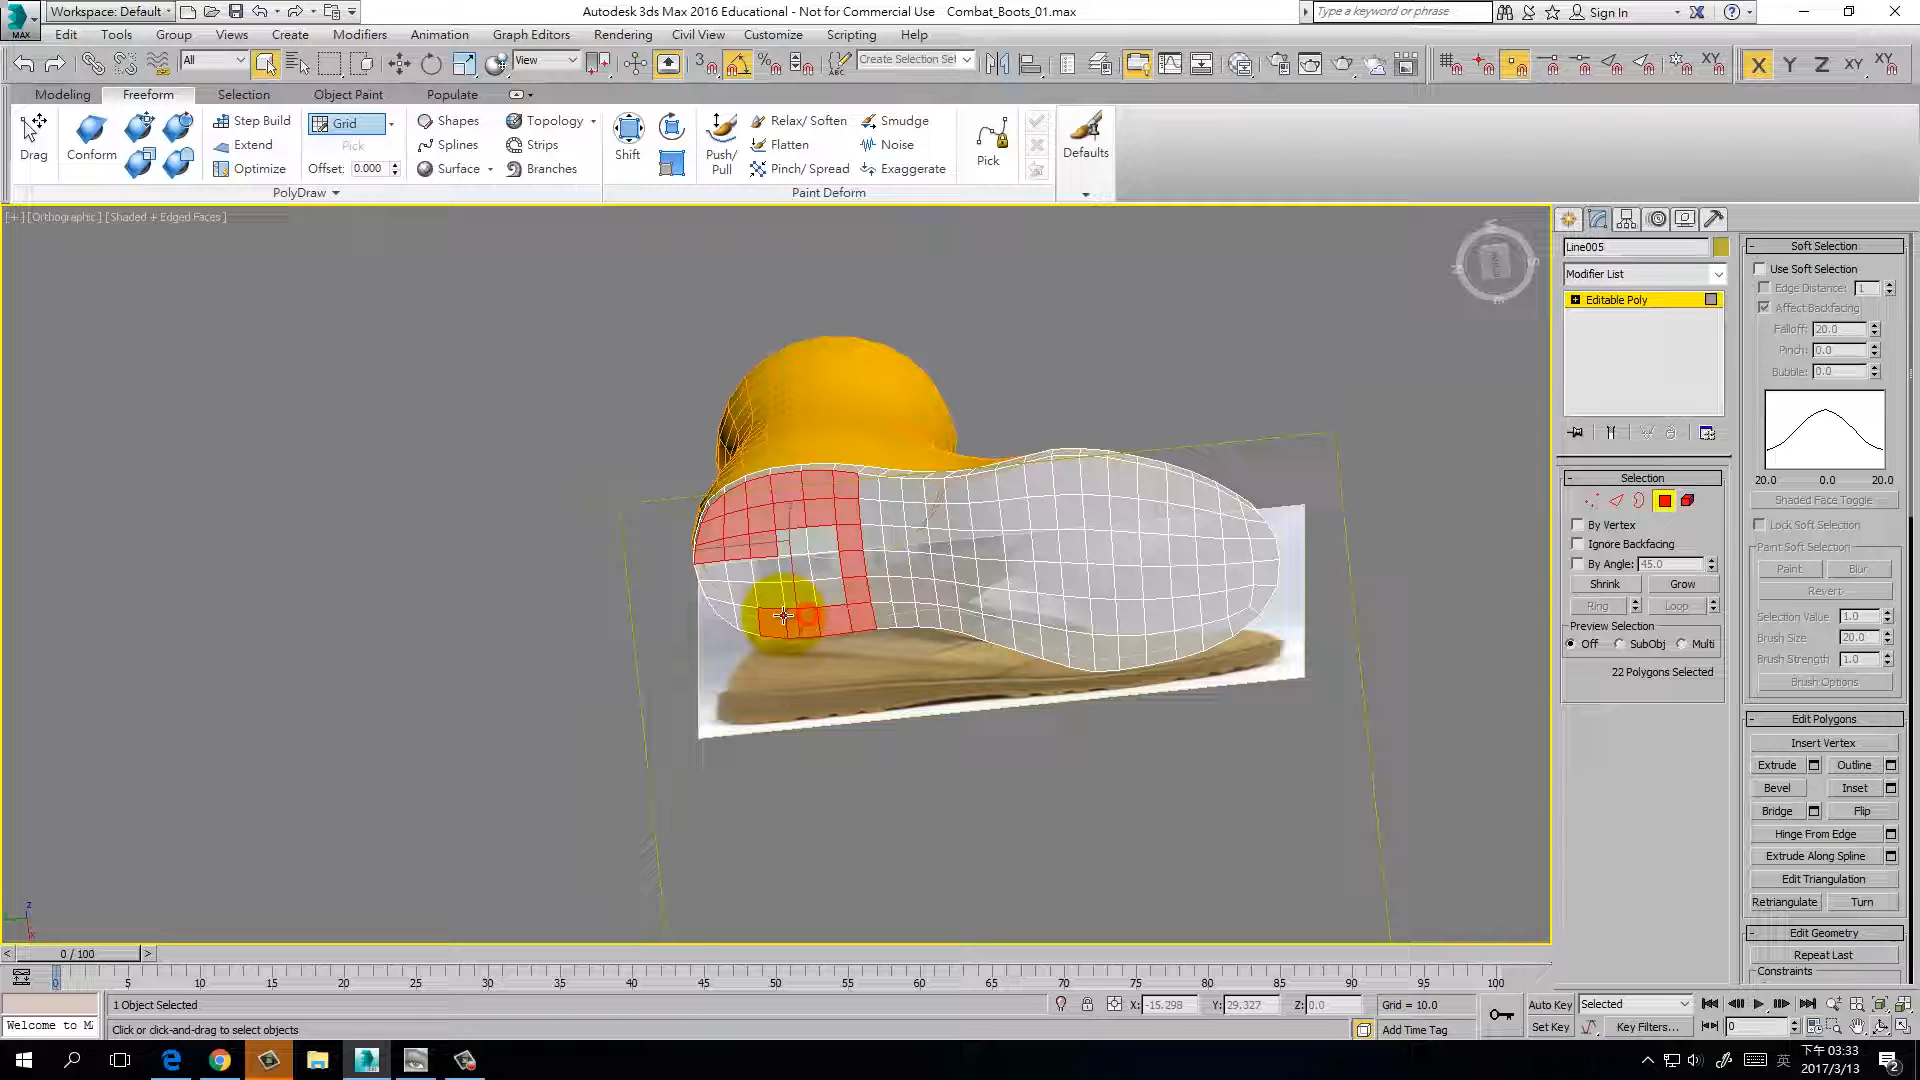 MAX
Workspace: Default
Autodesk 3ds Max 2016 Educational - Not for Commercial Use    Combat_Boots_01.max
Type a keyword or phrase
Sign In
Edit Tools Group Views Create Modifiers Animation Graph Editors Rendering Civil View Customize Scripting Help
All
View
Create Selection Set
X Y Z XY XY
Modeling Freeform Selection Object Paint Populate
Drag
Conform
Step Build
Extend
Optimize
Grid
Pick
Offset: 0.000
Shapes
Splines
Surface
Topology
Strips
Branches
Shift
Push/
Pull
Relax/ Soften
Flatten
Pinch/ Spread
Smudge
Noise
Exaggerate
Pick
Defaults
PolyDraw
Paint Deform
[+] [Orthographic] [Shaded + Edged Faces]
Line005
Modifier List
Editable Poly
Selection
By Vertex
Ignore Backfacing
By Angle: 45.0
Shrink Grow
Ring Loop
Preview Selection
Off SubObj Multi
22 Polygons Selected
Soft Selection
Use Soft Selection
Edge Distance: 1
Affect Backfacing
Falloff: 20.0
Pinch: 0.0
Bubble: 0.0
20.0 0.0 20.0
Shaded Face Toggle
Lock Soft Selection
Paint Soft Selection
Paint Blur
Revert
Selection Value 1.0
Brush Size 20.0
Brush Strength 1.0
Brush Options
Edit Polygons
Insert Vertex
Extrude Outline
Bevel Inset
Bridge Flip
Hinge From Edge
Extrude Along Spline
Edit Triangulation
Retriangulate Turn
Edit Geometry
Repeat Last
Constraints
z
x
< 0 / 100 >
0 5 10 15 20 25 30 35 40 45 50 55 60 65 70 75 80 85 90 95 100
1 Object Selected
X: -15.298 Y: 29.327 Z: 0.0
Grid = 10.0
Auto Key Selected
Welcome to M
Click or click-and-drag to select objects
Add Time Tag
Set Key Key Filters...
0
英
下午 03:33
2017/3/13
2